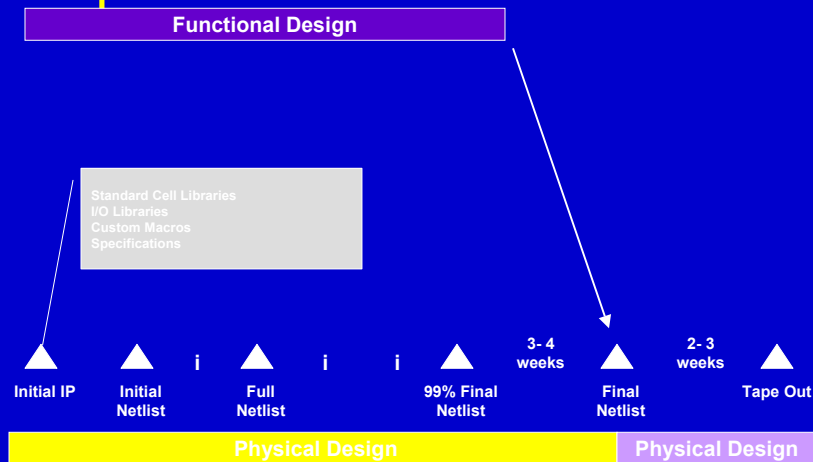 Functional Design
Standard Cell Libraries
I/O Libraries
Custom Macros
Specifications
3- 4
weeks
2- 3
weeks
i
i
i
Initial IP
Initial
Netlist
Full
Netlist
99% Final
Netlist
Final
Netlist
Tape Out
Physical Design
Physical Design